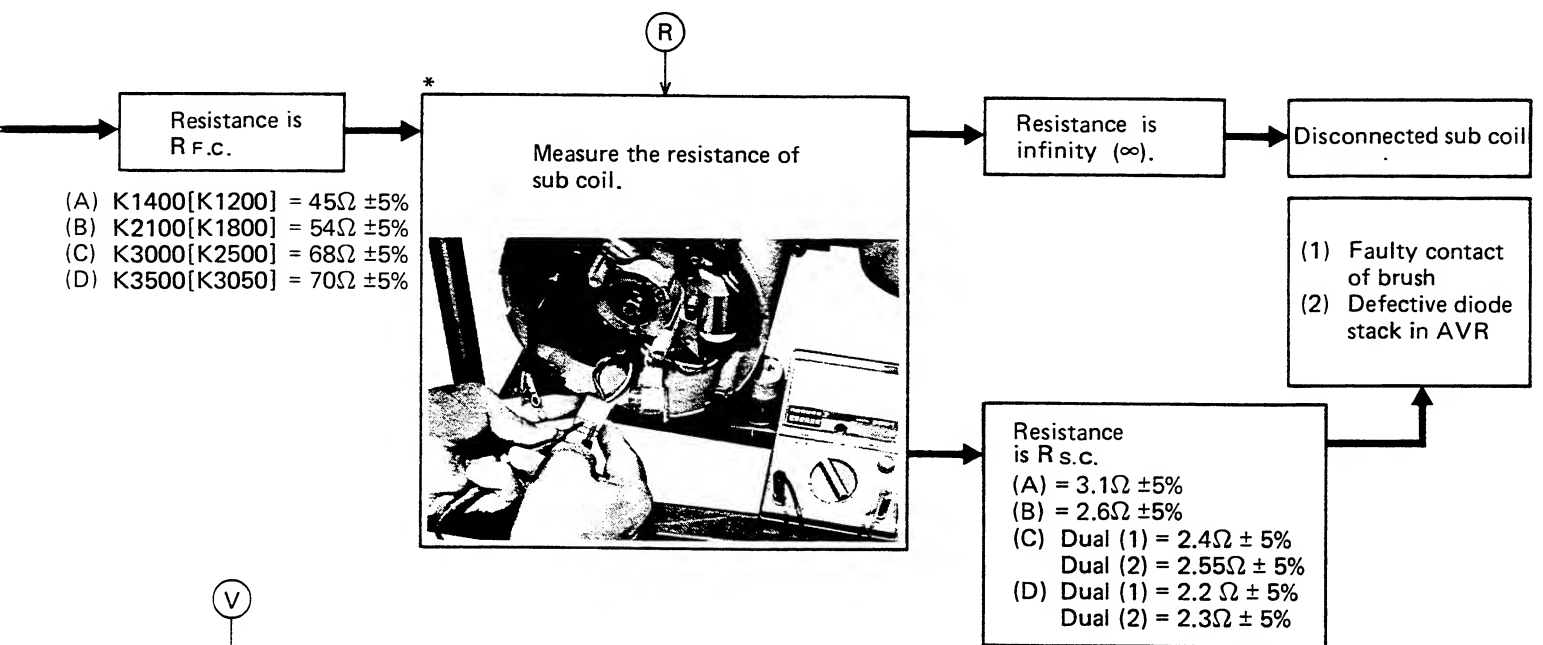 R
*
Resistance is
R F.C.
(A) K1400[K1200] = 45Ω ±5%
(B) K2100[K1800] = 54Ω ±5%
(C) K3000[K2500] = 68Ω ±5%
(D) K3500[K3050] = 70Ω ±5%
Measure the resistance of
sub coil.
Resistance is
infinity (∞).
Disconnected sub coil
(1) Faulty contact
of brush
(2) Defective diode
stack in AVR
Resistance
is R S.C.
(A) = 3.1Ω ±5%
(B) = 2.6Ω ±5%
(C) Dual (1) = 2.4Ω ± 5%
Dual (2) = 2.55Ω ± 5%
(D) Dual (1) = 2.2 Ω ± 5%
Dual (2) = 2.3Ω ± 5%
V